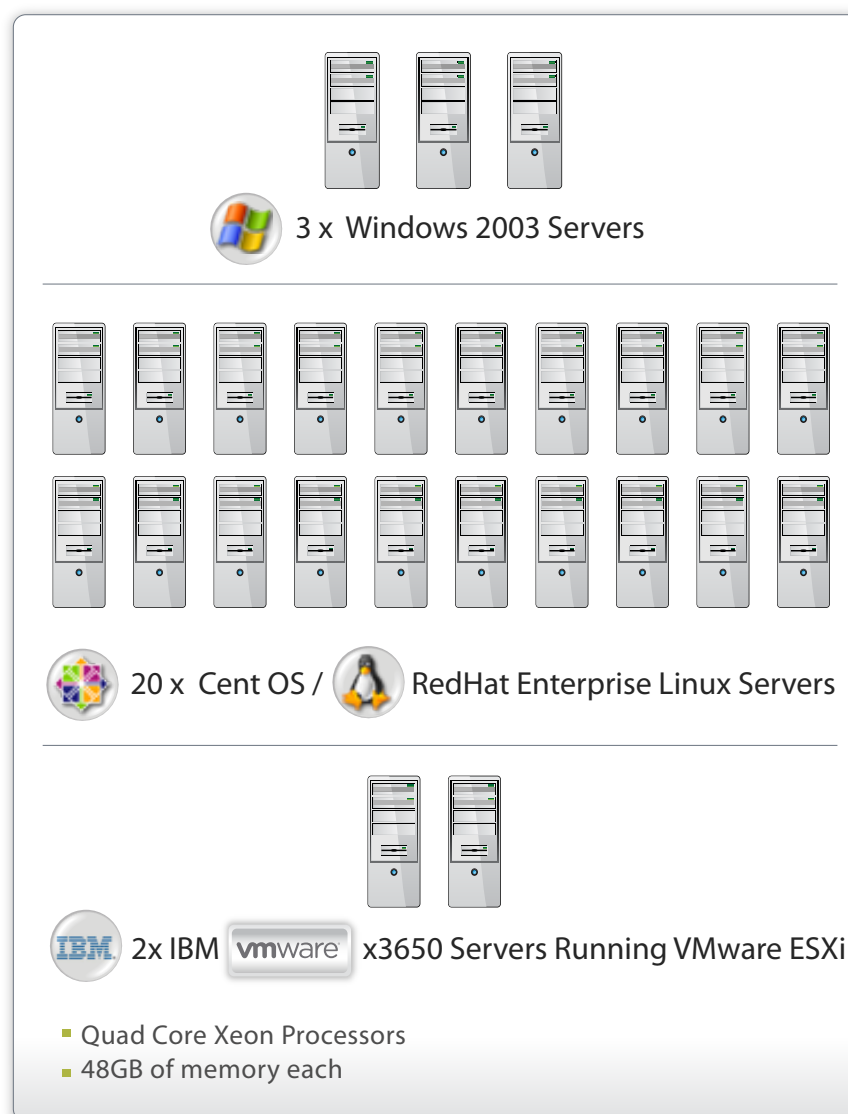 3 x Windows 2003 Servers
20 x Cent OS / RedHat Enterprise Linux Servers
IBM 2x IBM vmware x3650 Servers Running VMware ESXi
Quad Core Xeon Processors
48GB of memory each